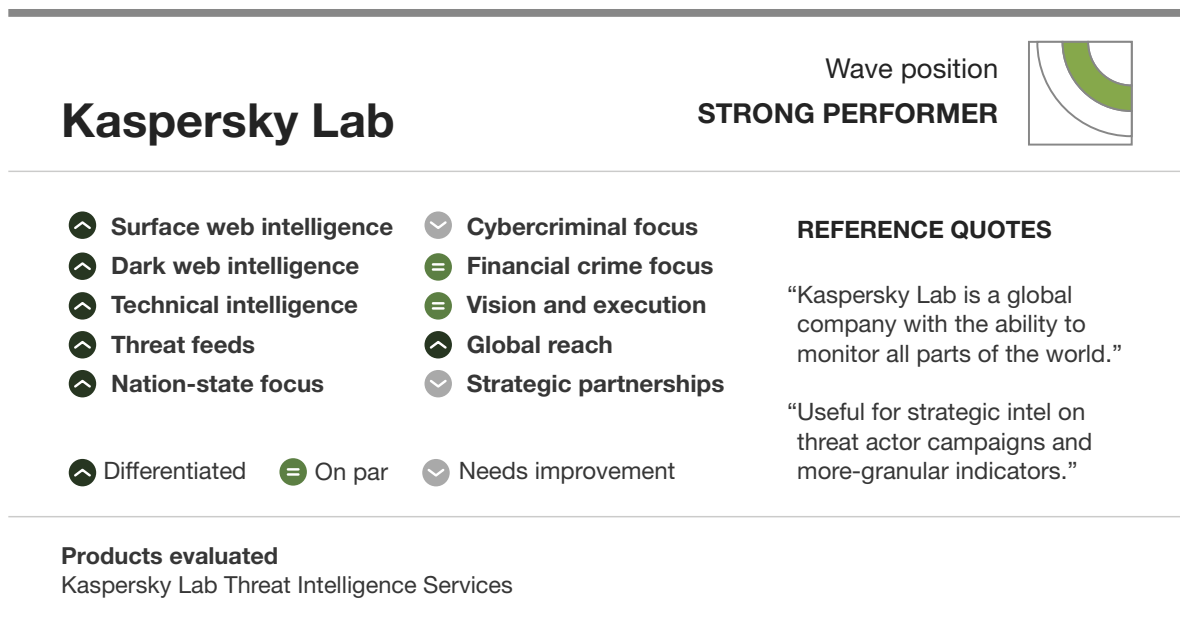 Wave position
STRONG PERFORMER
Kaspersky Lab
Surface web intelligence
Dark web intelligence
Technical intelligence
Threat feeds
Nation-state focus
Cybercriminal focus
Financial crime focus
Vision and execution
Global reach
Strategic partnerships
Differentiated
On par
Needs improvement
REFERENCE QUOTES
“Kaspersky Lab is a global
company with the ability to
monitor all parts of the world.”
“Useful for strategic intel on
threat actor campaigns and
more-granular indicators.”
Products evaluated
Kaspersky Lab Threat Intelligence Services